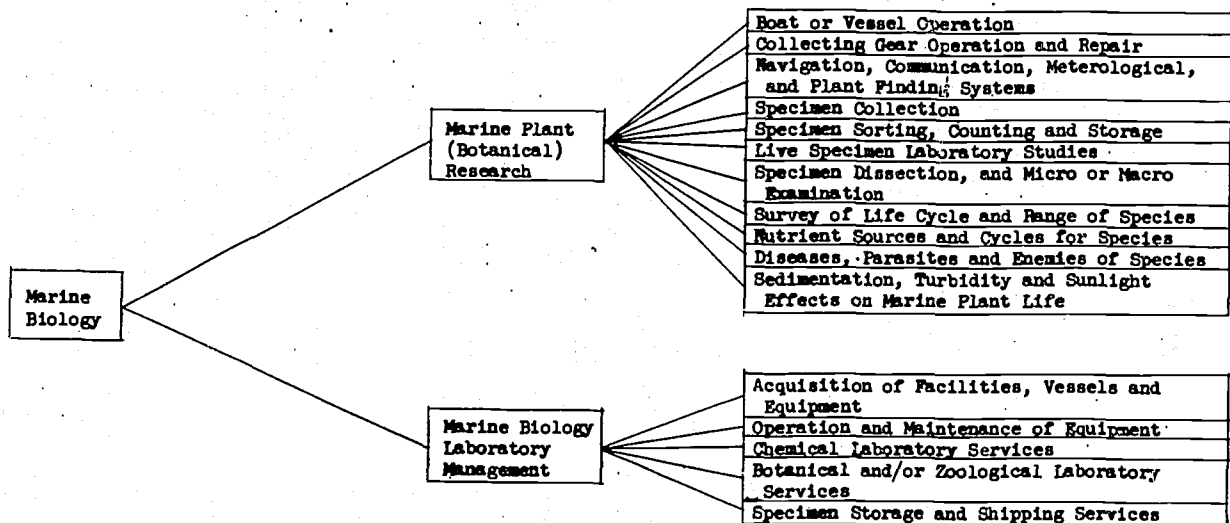 Marine
Biology
Marine Plant
(Botanical)
Research
Boat or Vessel Operation
Collecting Gear Operation and Repair
Navigation, Communication, Meterological,
and Plant Finding Systems
Specimen Collection
Specimen Sorting, Counting and Storage
Live Specimen Laboratory Studies
Specimen Dissection, and Micro or Macro
Examination
Survey of Life Cycle and Range of Species
Nutrient Sources and Cycles for Species
Diseases, Parasites and Enemies of Species
Sedimentation, Turbidity and Sunlight
Effects on Marine Plant Life
Marine Biology
Laboratory
Management
Acquisition of Facilities, Vessels and
Equipment
Operation and Maintenance of Equipment
Chemical Laboratory Services
Botanical and/or Zoological Laboratory
Services
Specimen Storage and Shipping Services